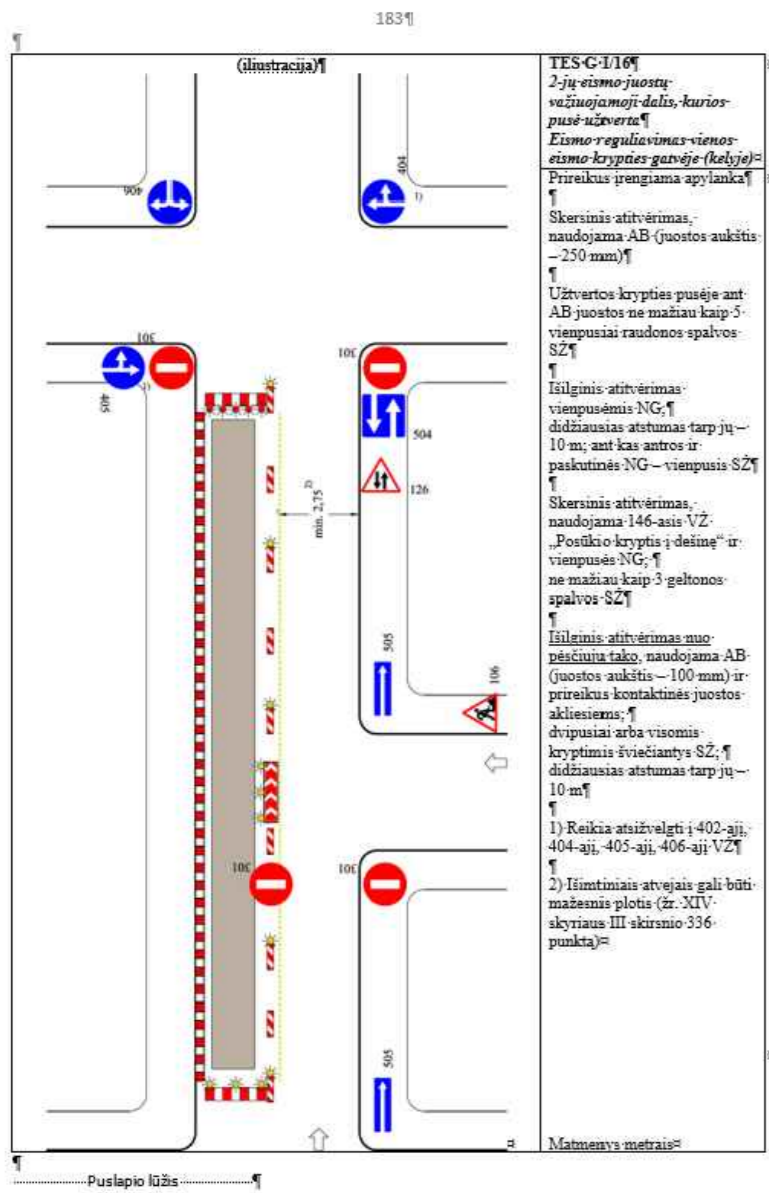 183¶
¶
(iliustracija)¶
TES·G·I/16¶
2-jų·eismo·juostų·
važiuojamoji·dalis,·kurios·
pusė·užtverta¶
Eismo·reguliavimas·vienos·
eismo·krypties·gatvėje·(kelyje)¤
Prireikus·įrengiama·apylanka¶
¶
Skersinis·atitvėrimas,·
naudojama·AB·(juostos·aukštis·
–·250·mm)¶
¶
Užtvertos·krypties·pusėje·ant·
AB·juostos·ne·mažiau·kaip·5·
vienpusiai·raudonos·spalvos·
SŽ¶
¶
Išilginis·atitvėrimas·
vienpusėmis·NG;¶
didžiausias·atstumas·tarp·jų·–·
10·m;·ant·kas·antros·ir·
paskutinės·NG·–·vienpusis·SŽ¶
¶
Skersinis·atitvėrimas,·
naudojama·146-asis·VŽ·
„Posūkio·kryptis·į·dešinę“·ir·
vienpusės·NG;·¶
ne·mažiau·kaip·3·geltonos·
spalvos·SŽ¶
¶
Išilginis·atitvėrimas·nuo·
pėsčiųjų·tako,·naudojama·AB·
(juostos·aukštis·–·100·mm)·ir·
prireikus·kontaktinės·juostos·
akliesiems;·¶
dvipusiai·arba·visomis·
kryptimis·šviečiantys·SŽ;·¶
didžiausias·atstumas·tarp·jų·–·
10·m¶
¶
1)·Reikia·atsižvelgti·į·402-ąjį,·
404-ąjį,·405-ąjį,·406-ąjį·VŽ¶
¶
2)·Išimtiniais·atvejais·gali·būti·
mažesnis·plotis·(žr.·XIV·
skyriaus·III·skirsnio·336·
punktą)¤
Matmenys·metrais¤
406
404
1)
301
301
1)
405
504
126
2)
min. 2,75
505
106
301
301
505
¶
Puslapio lūžis
¶